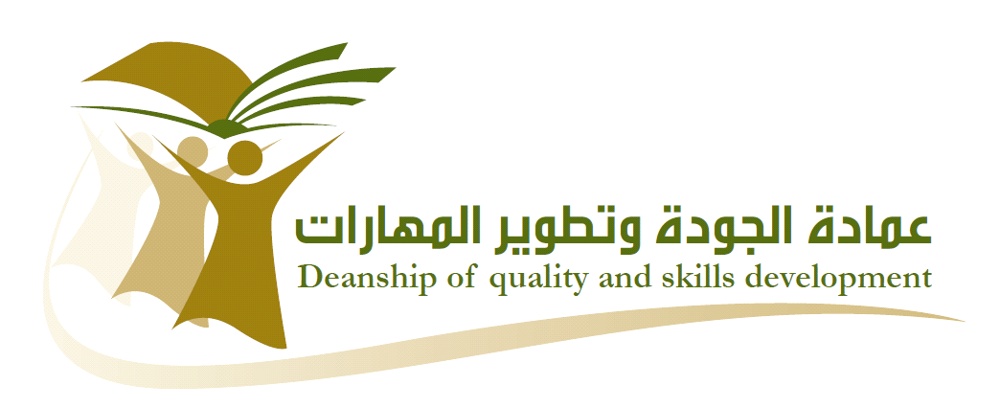 عمادة الجودة وتطوير المهارات
Deanship of quality and skills development